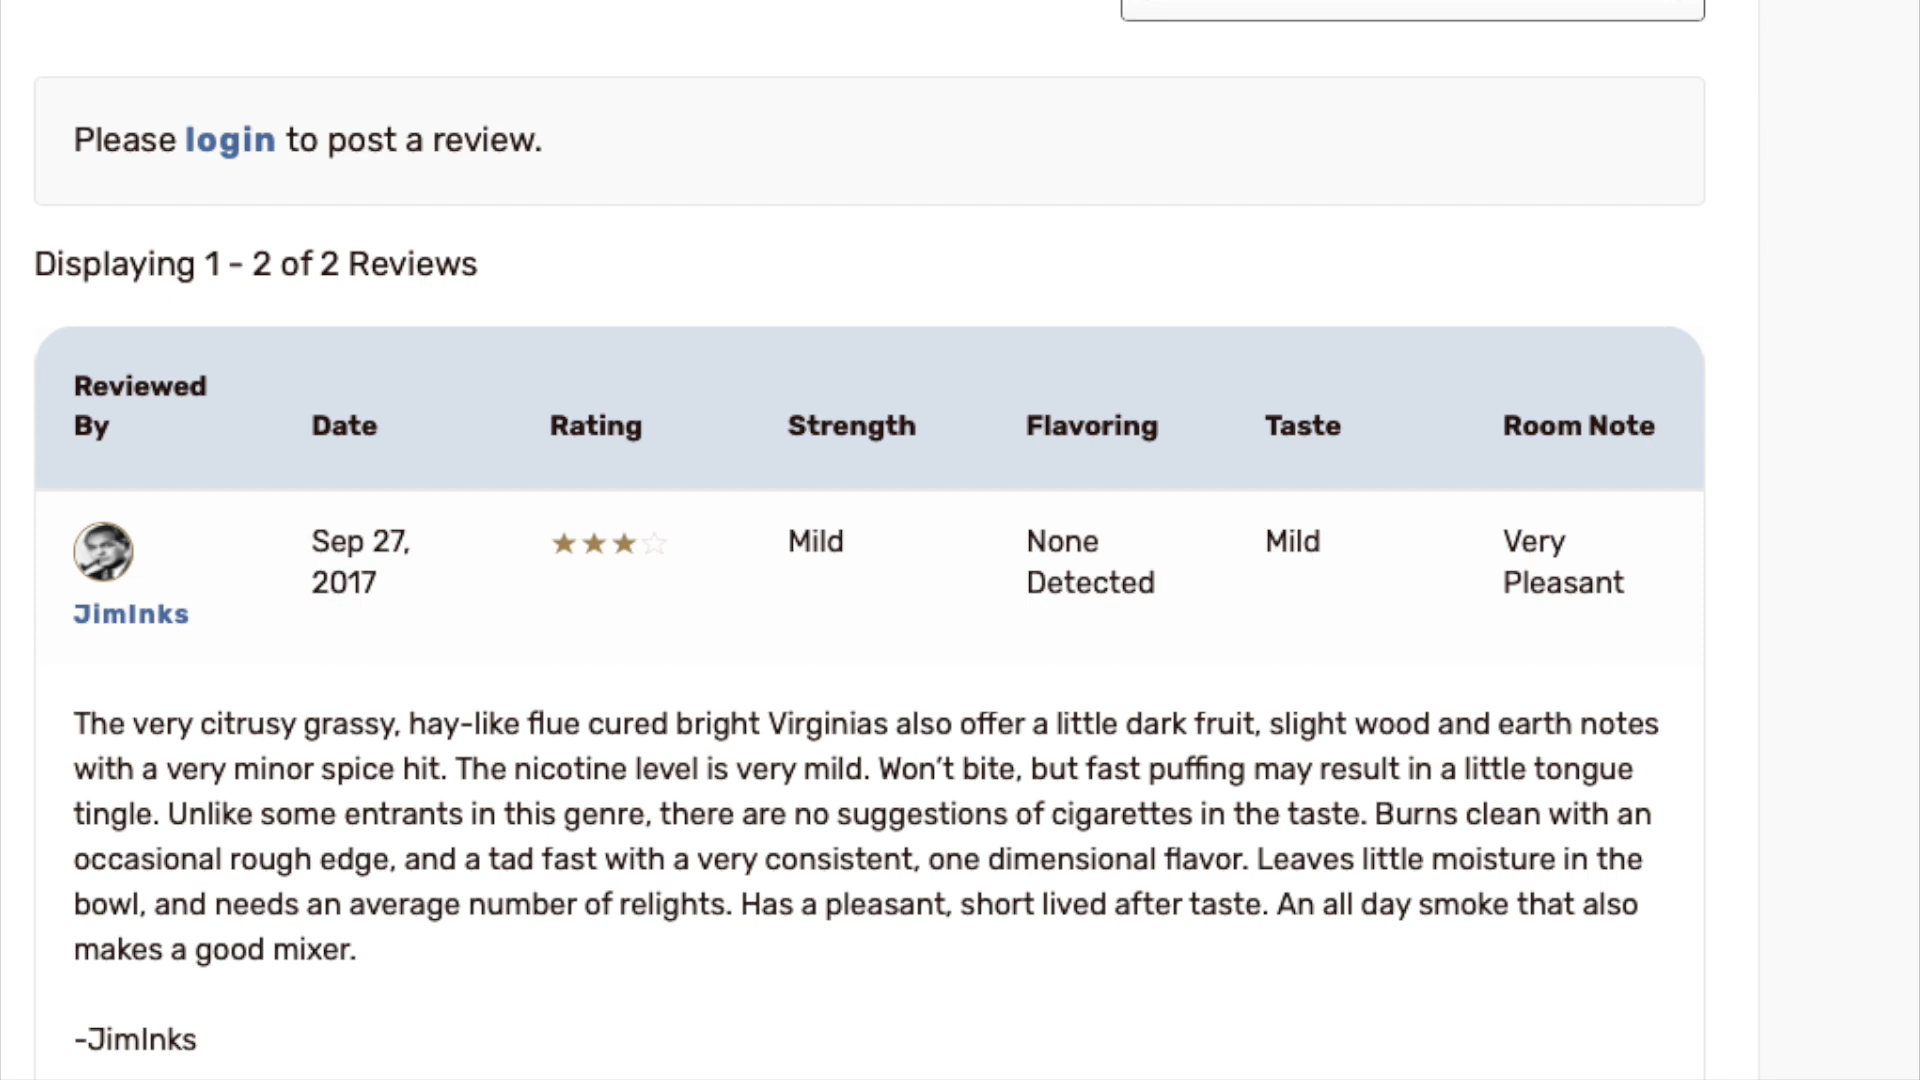 Please login to post a review.
Displaying 1 - 2 of 2 Reviews
Reviewed By Date Rating Strength Flavoring Taste Room Note
JimInks
Sep 27, 2017
Mild
None Detected
Mild
Very Pleasant
The very citrusy grassy, hay-like flue cured bright Virginias also offer a little dark fruit, slight wood and earth notes
with a very minor spice hit. The nicotine level is very mild. Won’t bite, but fast puffing may result in a little tongue
tingle. Unlike some entrants in this genre, there are no suggestions of cigarettes in the taste. Burns clean with an
occasional rough edge, and a tad fast with a very consistent, one dimensional flavor. Leaves little moisture in the
bowl, and needs an average number of relights. Has a pleasant, short lived after taste. An all day smoke that also
makes a good mixer.
-JimInks